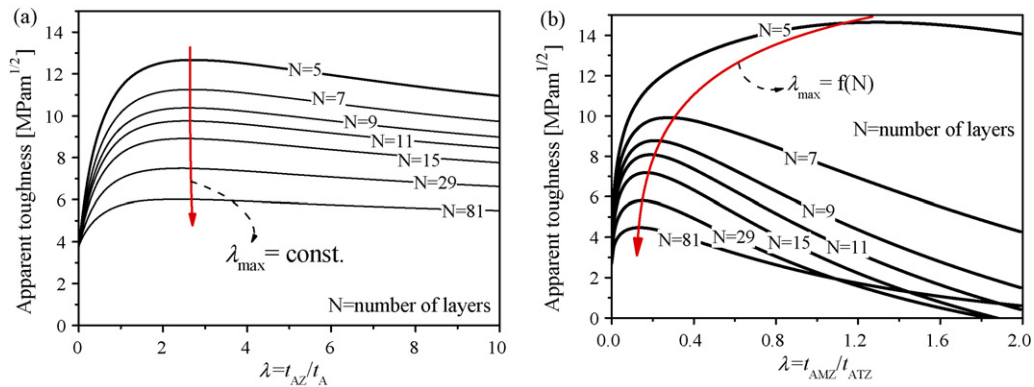 (a)
Apparent toughness [MPam^1/2]
14
12
10
8
6
4
2
0
N=5
N=7
N=9
N=11
N=15
N=29
N=81
λmax= const.
N=number of layers
0 2 4 6 8 10
λ=tAZ/tA
(b)
Apparent toughness [MPam^1/2]
14
12
10
8
6
4
2
0
N=5
λmax= f(N)
N=number of layers
N=7
N=9
N=11
N=15
N=29
N=81
0.0 0.4 0.8 1.2 1.6 2.0
λ=tAMZ/tATZ